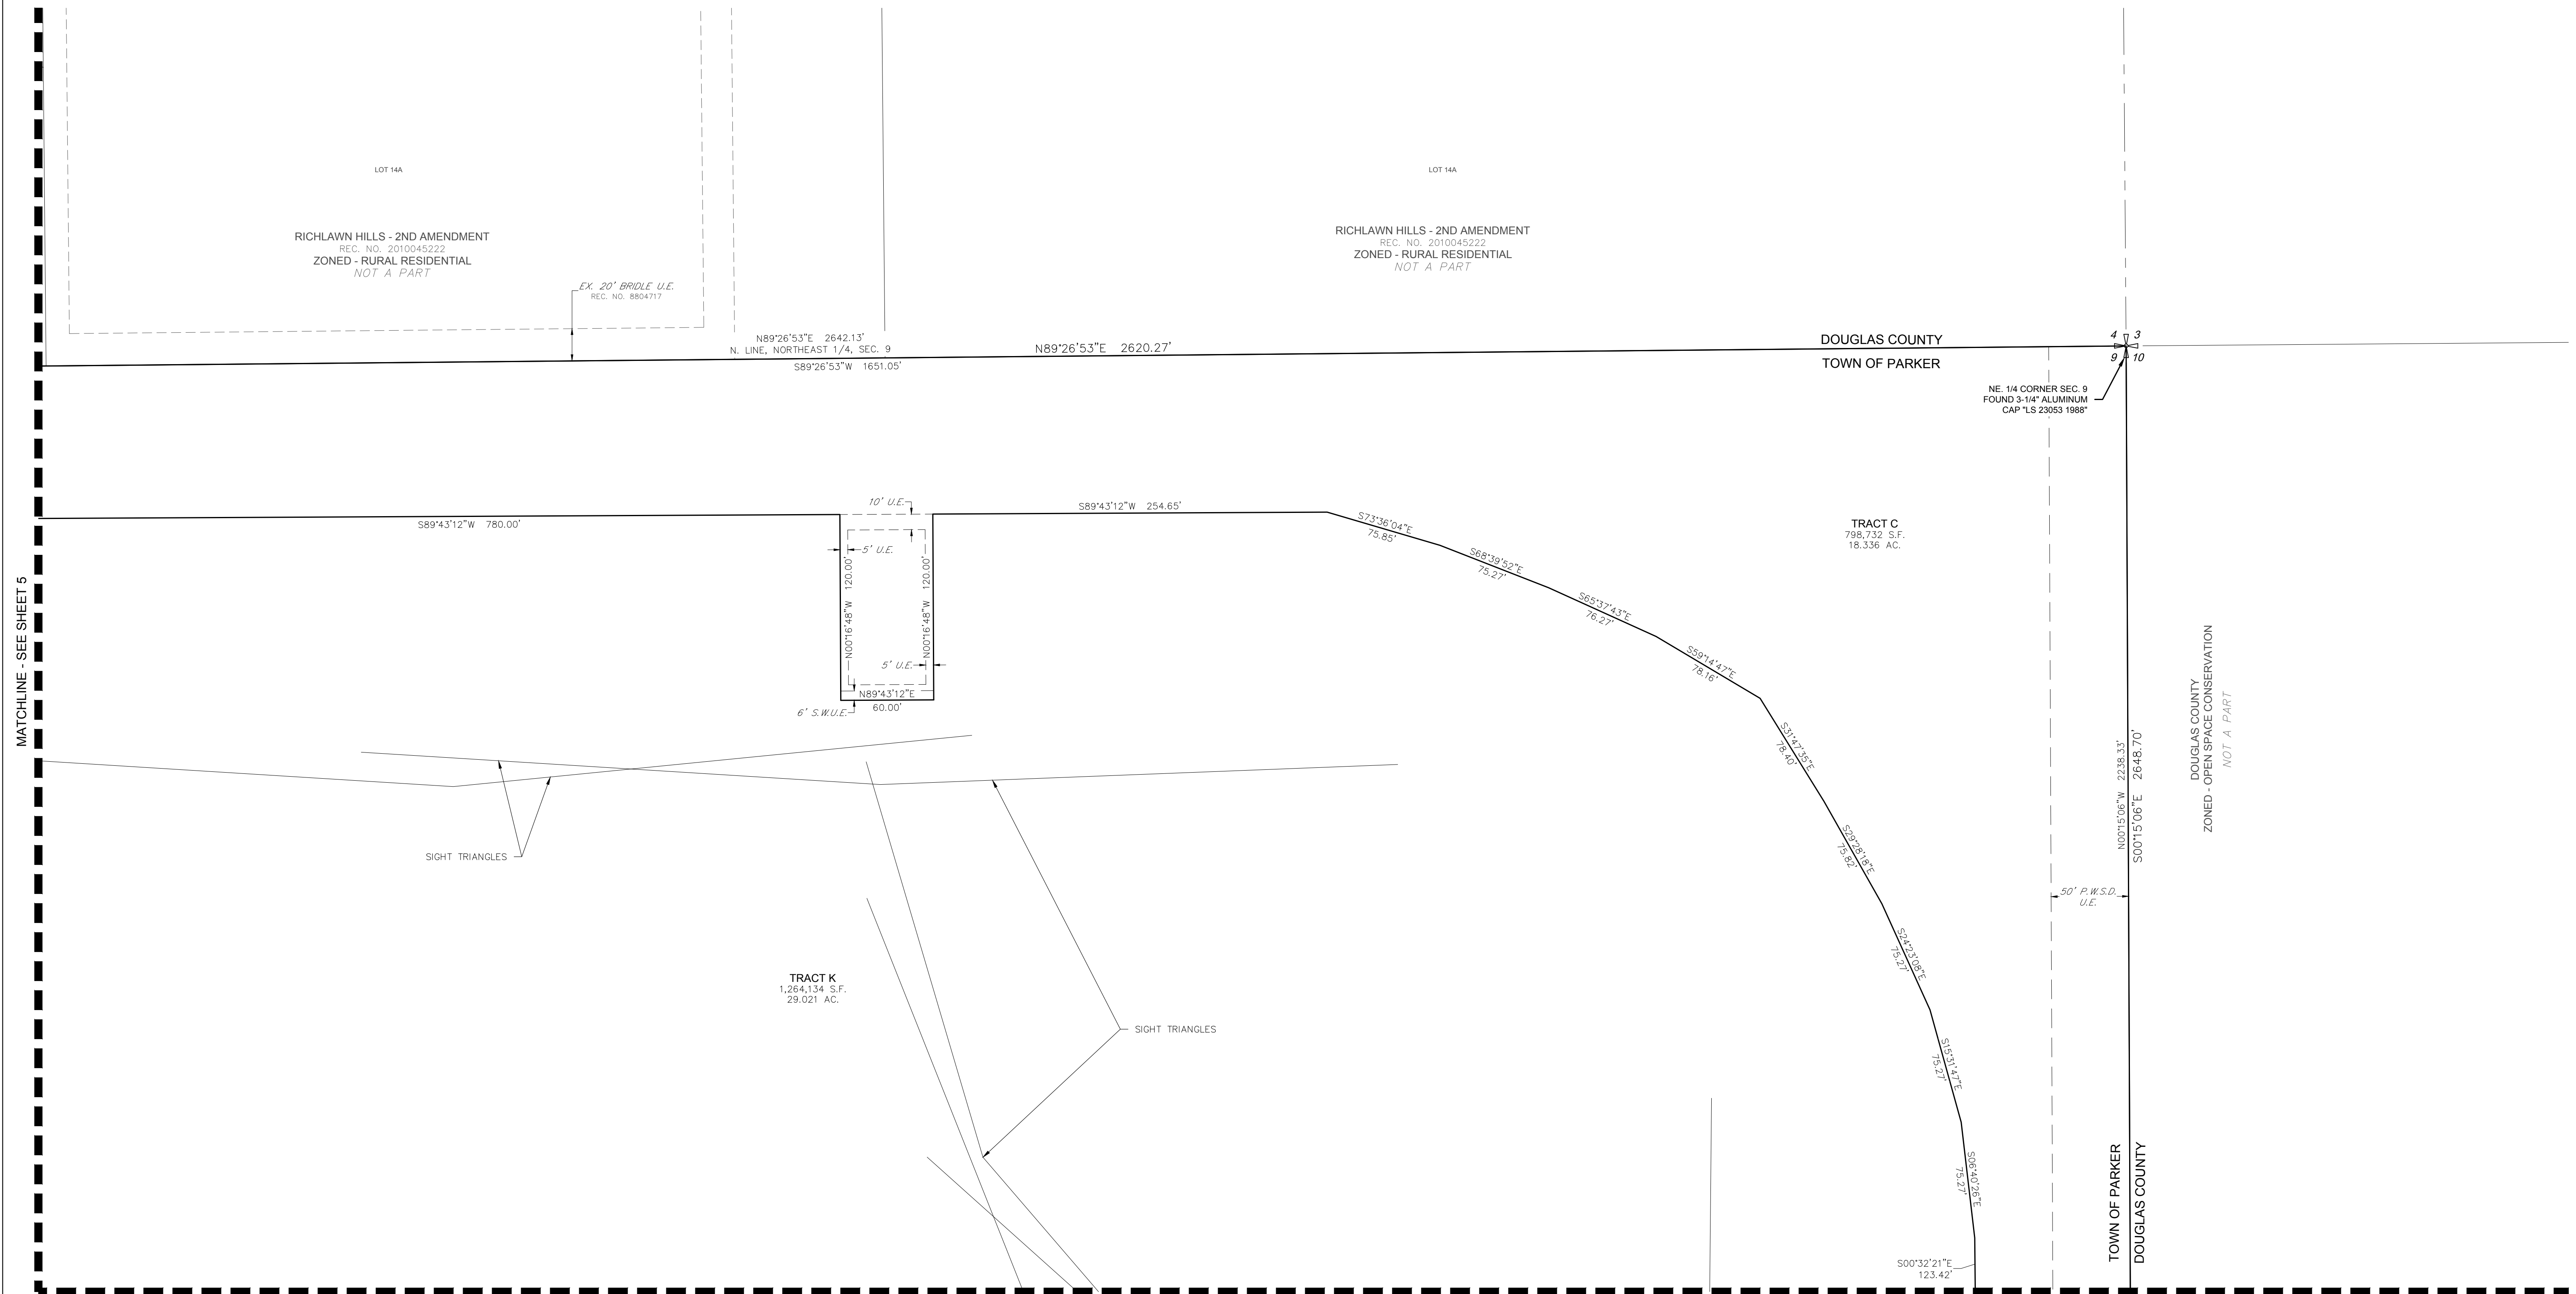 LOT 14A
LOT 14A
RICHLAWN HILLS - 2ND AMENDMENT
REC. NO. 2010045222
ZONED - RURAL RESIDENTIAL
NOT A PART
RICHLAWN HILLS - 2ND AMENDMENT
REC. NO. 2010045222
ZONED - RURAL RESIDENTIAL
NOT A PART
EX. 20' BRIDLE U.E.
REC. NO. 8804717
N89°26'53"E 2642.13'
N. LINE, NORTHEAST 1/4, SEC. 9
N89°26'53"E 2620.27'
S89°26'53"W 1651.05'
DOUGLAS COUNTY
TOWN OF PARKER
4 3
9 10
NE. 1/4 CORNER SEC. 9
FOUND 3-1/4" ALUMINUM
CAP "LS 23053 1988"
S89°43'12"W 780.00'
10' U.E.
S89°43'12"W 254.65'
5' U.E.
N00°16'48"W 120.00'
N00°16'48"W 120.00'
5' U.E.
N89°43'12"E
60.00'
6' S.W.U.E.
S73°36'04"E
75.85'
S68°39'52"E
75.27'
S65°37'43"E
76.27'
S59°14'47"E
78.16'
S31°47'35"E
78.40'
S29°28'18"E
75.82'
S24°23'08"E
75.27'
S15°31'47"E
75.27'
S06°40'26"E
75.27'
S00°32'21"E
123.42'
TRACT C
798,732 S.F.
18.336 AC.
MATCHLINE - SEE SHEET 5
SIGHT TRIANGLES
TRACT K
1,264,134 S.F.
29.021 AC.
SIGHT TRIANGLES
50' P.W.S.D.
U.E.
N00°15'06"W 2238.33'
S00°15'06"E 2648.70'
DOUGLAS COUNTY
ZONED - OPEN SPACE CONSERVATION
NOT A PART
TOWN OF PARKER
DOUGLAS COUNTY